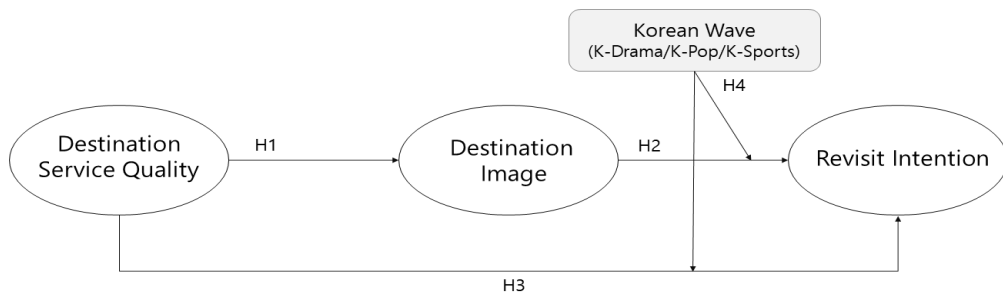 Korean Wave
(K-Drama/K-Pop/K-Sports)
H4
Destination
Service Quality
H1
Destination
Image
H2
Revisit Intention
H3